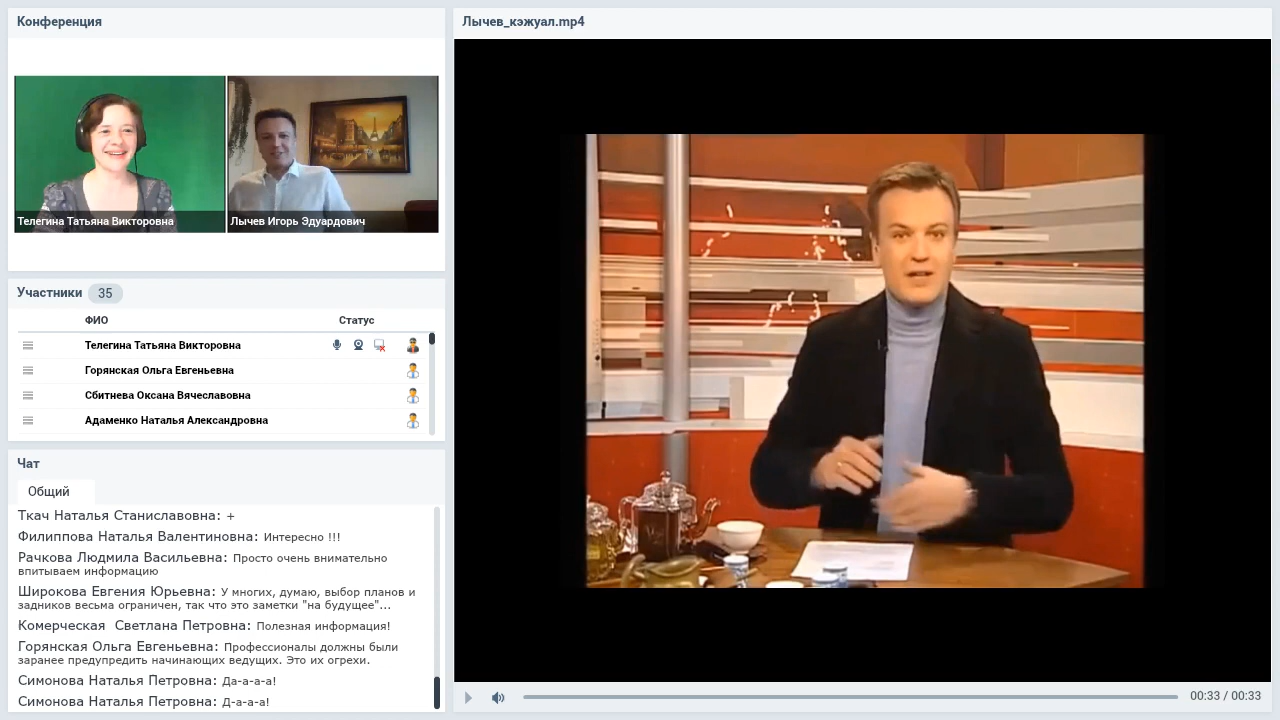 Конференция
Телегина Татьяна Викторовна
Лычев Игорь Эдуардович
Участники 35
ФИО Статус
Телегина Татьяна Викторовна
Горянская Ольга Евгеньевна
Сбитнева Оксана Вячеславовна
Адаменко Наталья Александровна
Чат
Общий
Ткач Наталья Станиславовна: +
Филиппова Наталья Валентиновна: Интересно !!!
Рачкова Людмила Васильевна: Просто очень внимательно
впитываем информацию
Широкова Евгения Юрьевна: У многих, думаю, выбор планов и
задников весьма ограничен, так что это заметки "на будущее"...
Комерческая Светлана Петровна: Полезная информация!
Горянская Ольга Евгеньевна: Профессионалы должны были
заранее предупредить начинающих ведущих. Это их огрехи.
Симонова Наталья Петровна: Да-а-а-а!
Симонова Наталья Петровна: Д-а-а-а!
Лычев_кэжуал.mp4
00:33 / 00:33